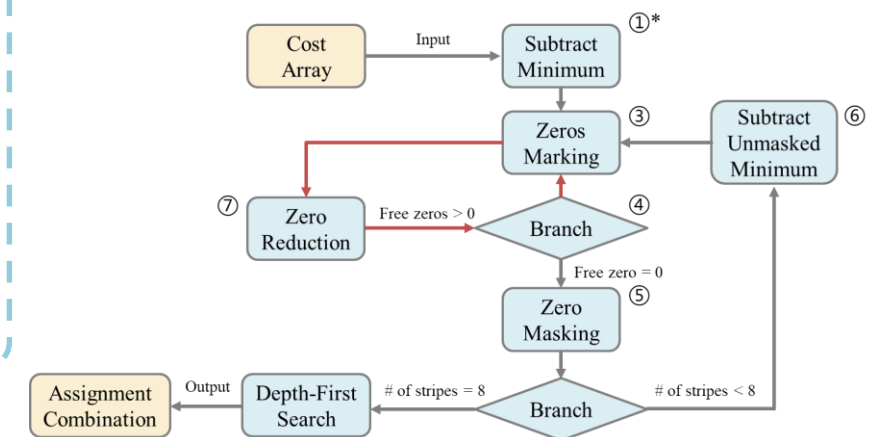 ①*
Cost
Array
Input
Subtract
Minimum
③
Zeros
Marking
Subtract
Unmasked
Minimum
⑥
⑦
Zero
Reduction
Free zeros > 0
④
Branch
Free zero = 0
⑤
Zero
Masking
Assignment
Combination
Output
Depth-First
Search
# of stripes = 8
Branch
# of stripes < 8